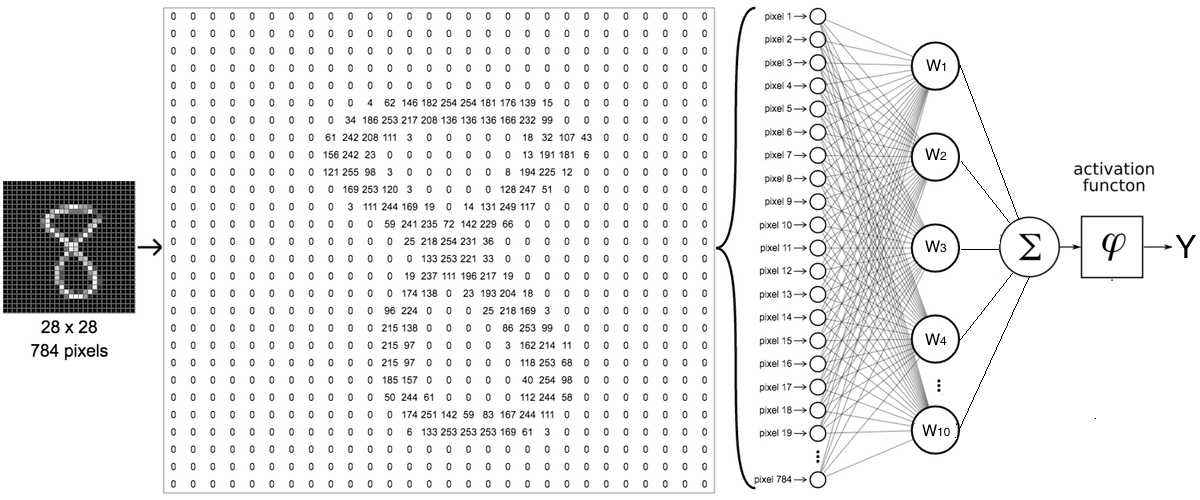 0 0 0 0 0 0 0 0 0 0 0 0 0 0 0 0 0 0 0 0 0 0 0 0 0 0 0 0
0 0 0 0 0 0 0 0 0 0 0 0 0 0 0 0 0 0 0 0 0 0 0 0 0 0 0 0
0 0 0 0 0 0 0 0 0 0 0 0 0 0 0 0 0 0 0 0 0 0 0 0 0 0 0 0
0 0 0 0 0 0 0 0 0 0 0 0 0 0 0 0 0 0 0 0 0 0 0 0 0 0 0 0
0 0 0 0 0 0 0 0 0 0 0 0 0 0 0 0 0 0 0 0 0 0 0 0 0 0 0 0
0 0 0 0 0 0 0 0 0 0 4 62 146 182 254 254 181 176 139 15 0 0 0 0 0 0 0 0
0 0 0 0 0 0 0 0 0 34 186 253 217 208 136 136 136 166 232 99 0 0 0 0 0 0 0 0
0 0 0 0 0 0 0 0 61 242 208 111 3 0 0 0 0 0 18 32 107 43 0 0 0 0 0 0
0 0 0 0 0 0 0 0 156 242 23 0 0 0 0 0 0 0 13 191 181 6 0 0 0 0 0 0
0 0 0 0 0 0 0 0 121 255 98 3 0 0 0 0 0 8 194 225 12 0 0 0 0 0 0 0
0 0 0 0 0 0 0 0 0 169 253 120 3 0 0 0 0 128 247 51 0 0 0 0 0 0 0 0
0 0 0 0 0 0 0 0 0 3 111 244 169 19 0 14 131 249 117 0 0 0 0 0 0 0 0 0
0 0 0 0 0 0 0 0 0 0 0 59 241 235 72 142 229 66 0 0 0 0 0 0 0 0 0 0
0 0 0 0 0 0 0 0 0 0 0 0 25 218 254 231 36 0 0 0 0 0 0 0 0 0 0 0
0 0 0 0 0 0 0 0 0 0 0 0 0 133 253 221 33 0 0 0 0 0 0 0 0 0 0 0
0 0 0 0 0 0 0 0 0 0 0 0 19 237 111 196 217 19 0 0 0 0 0 0 0 0 0 0
0 0 0 0 0 0 0 0 0 0 0 0 174 138 0 23 193 204 18 0 0 0 0 0 0 0 0 0
0 0 0 0 0 0 0 0 0 0 0 96 224 0 0 0 25 218 169 3 0 0 0 0 0 0 0 0
0 0 0 0 0 0 0 0 0 0 0 215 138 0 0 0 0 86 253 99 0 0 0 0 0 0 0 0
0 0 0 0 0 0 0 0 0 0 0 215 97 0 0 0 0 3 162 214 11 0 0 0 0 0 0 0
0 0 0 0 0 0 0 0 0 0 0 215 97 0 0 0 0 0 118 253 68 0 0 0 0 0 0 0
0 0 0 0 0 0 0 0 0 0 0 185 157 0 0 0 0 0 40 254 98 0 0 0 0 0 0 0
0 0 0 0 0 0 0 0 0 0 0 50 244 61 0 0 0 0 112 244 58 0 0 0 0 0 0 0
0 0 0 0 0 0 0 0 0 0 0 0 174 251 142 59 83 167 244 111 0 0 0 0 0 0 0 0
0 0 0 0 0 0 0 0 0 0 0 0 6 133 253 253 253 169 61 3 0 0 0 0 0 0 0 0
0 0 0 0 0 0 0 0 0 0 0 0 0 0 0 0 0 0 0 0 0 0 0 0 0 0 0 0
0 0 0 0 0 0 0 0 0 0 0 0 0 0 0 0 0 0 0 0 0 0 0 0 0 0 0 0
0 0 0 0 0 0 0 0 0 0 0 0 0 0 0 0 0 0 0 0 0 0 0 0 0 0 0 0
28 x 28
784 pixels
pixel 1
pixel 2
pixel 3
pixel 4
pixel 5
pixel 6
pixel 7
pixel 8
pixel 9
pixel 10
pixel 11
pixel 12
pixel 13
pixel 14
pixel 15
pixel 16
pixel 17
pixel 18
pixel 19
pixel 784
W1
W2
W3
W4
W10
Σ
activation
functon
φ
Y